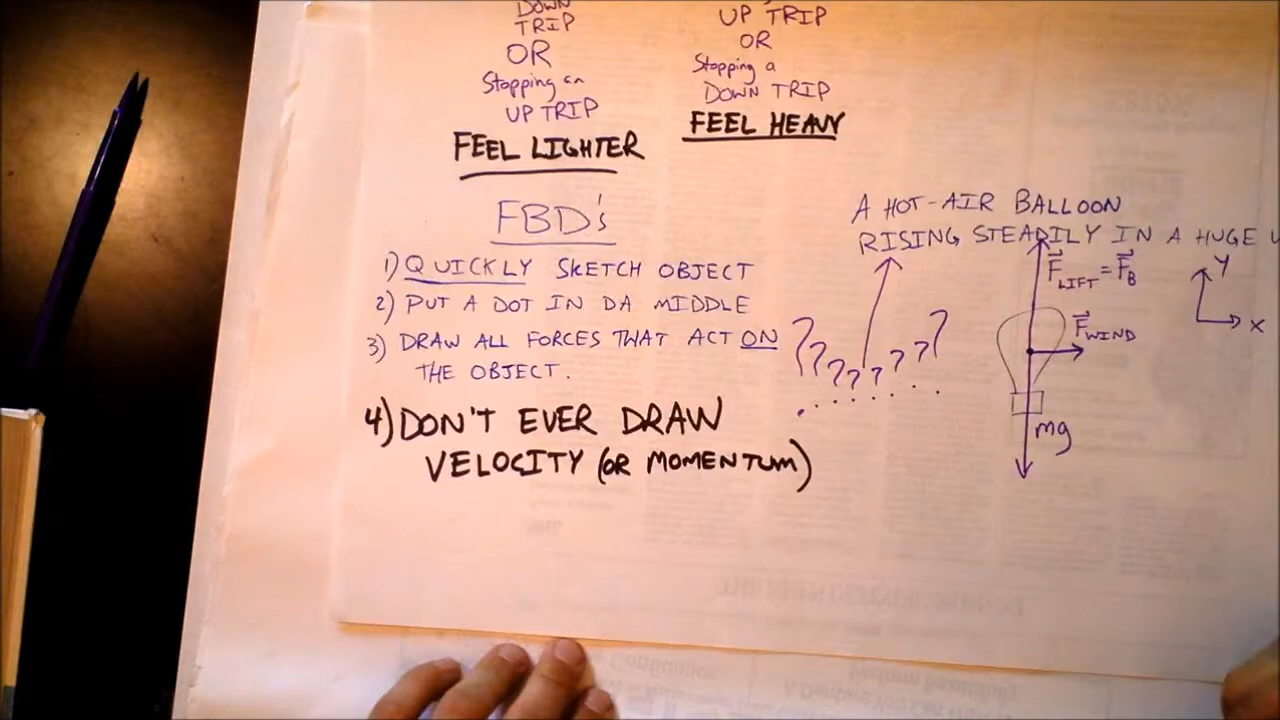 DOWN
TRIP
OR
Stopping an
UP TRIP
FEEL LIGHTER
UP TRIP
OR
Stopping a
DOWN TRIP
FEEL HEAVY
FBD's
1) QUICKLY SKETCH OBJECT
2) PUT A DOT IN DA MIDDLE
3) DRAW ALL FORCES THAT ACT ON
THE OBJECT.
4) DON'T EVER DRAW
VELOCITY (OR MOMENTUM)
A HOT-AIR BALLOON
RISING STEADILY IN A HUGE
F LIFT = F B
F WIND
mg
Y
X
? ? ? ? ? ? ? ?